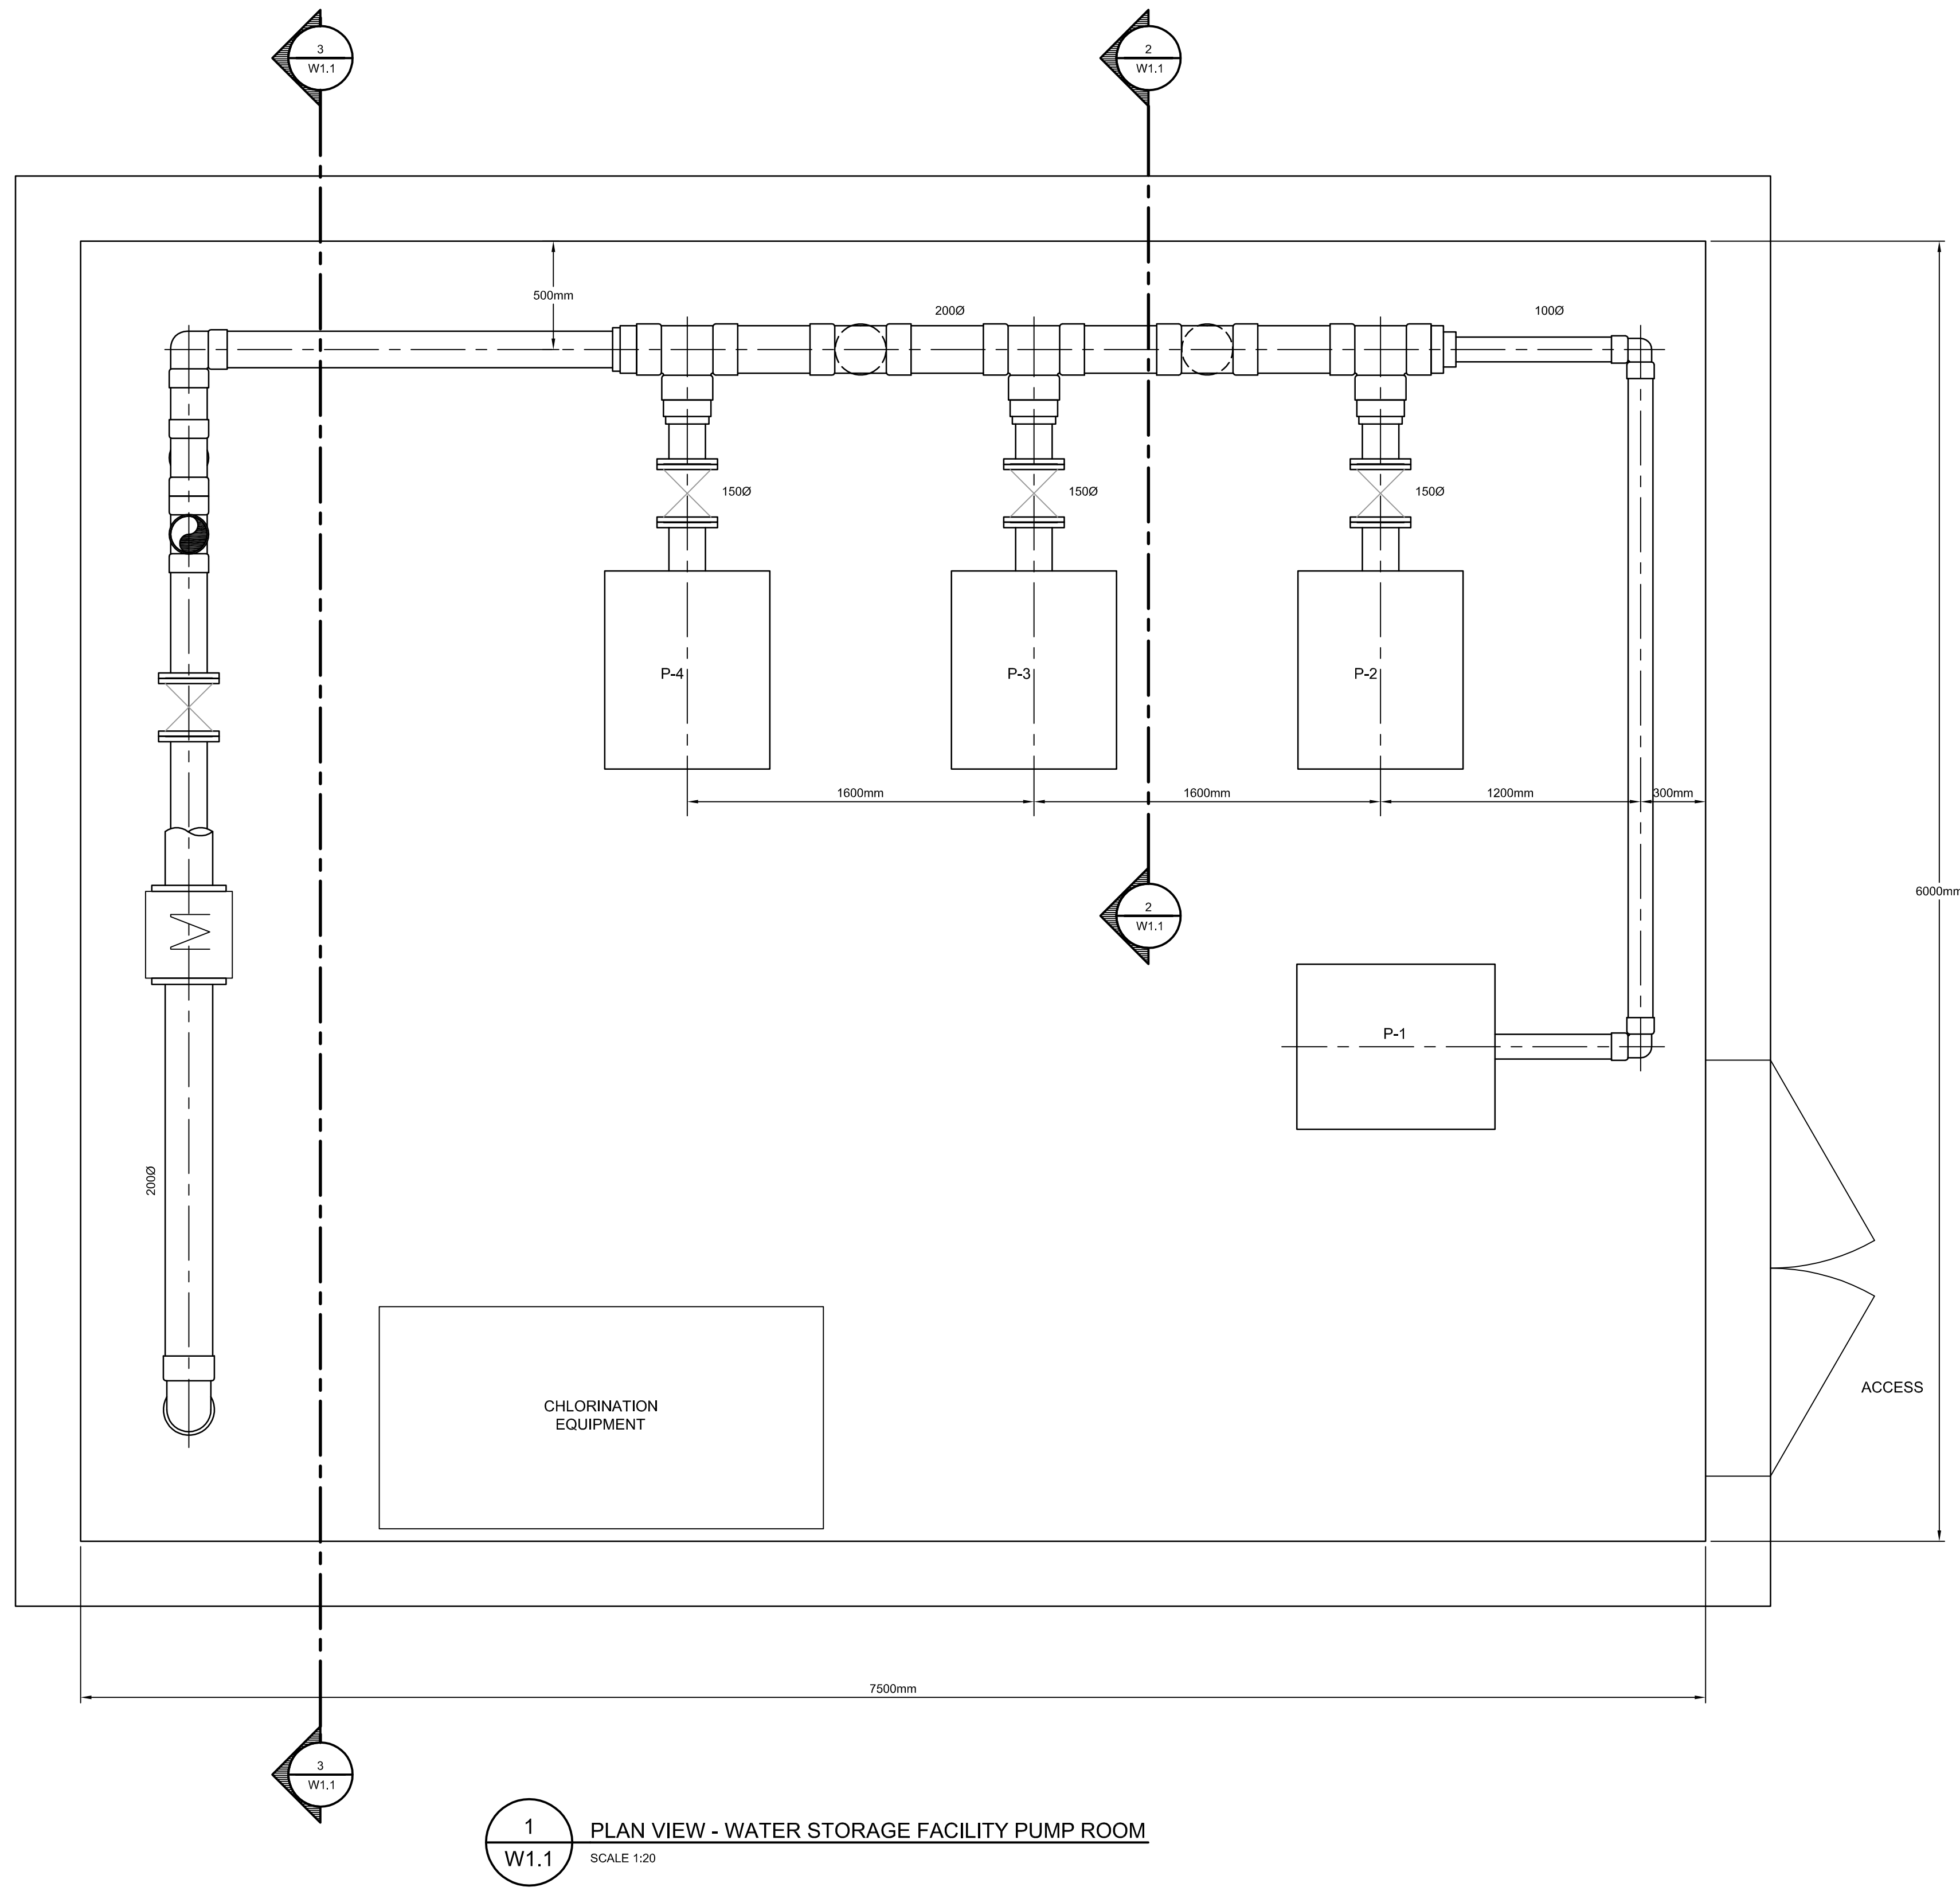 3
W1.1
2
W1.1
500mm
200Ø
100Ø
150Ø
150Ø
150Ø
P-4
P-3
P-2
1600mm
1600mm
1200mm
300mm
6000mm
2
W1.1
M
P-1
200Ø
CHLORINATION
EQUIPMENT
ACCESS
7500mm
3
W1.1
1
W1.1
PLAN VIEW - WATER STORAGE FACILITY PUMP ROOM
SCALE 1:20